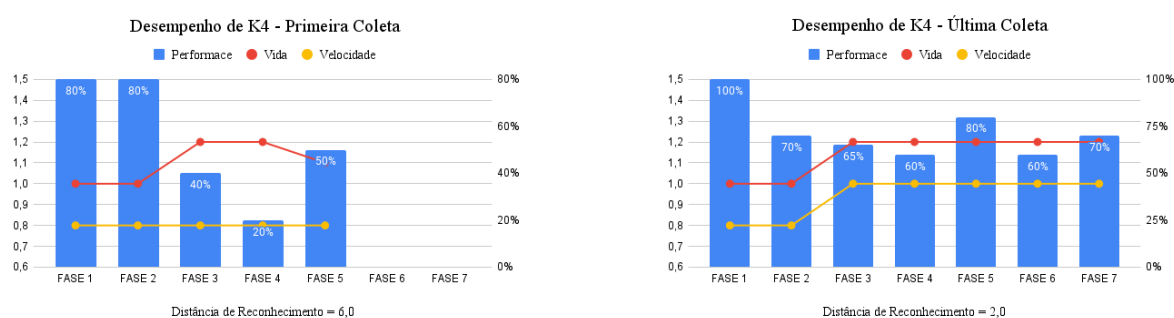 Desempenho de K4 - Primeira Coleta
Performace Vida Velocidade
1,5 80%
1,4
1,3 60%
1,2
1,1 40%
1,0
0,9 20%
0,8
0,7
0,6 0%
80% 80% 40% 20% 50%
FASE 1 FASE 2 FASE 3 FASE 4 FASE 5 FASE 6 FASE 7
Distância de Reconhecimento = 6,0
Desempenho de K4 - Última Coleta
Performace Vida Velocidade
1,5 100%
1,4
1,3 75%
1,2
1,1
1,0 50%
0,9
0,8 25%
0,7
0,6 0%
100% 70% 65% 60% 80% 60% 70%
FASE 1 FASE 2 FASE 3 FASE 4 FASE 5 FASE 6 FASE 7
Distância de Reconhecimento = 2,0